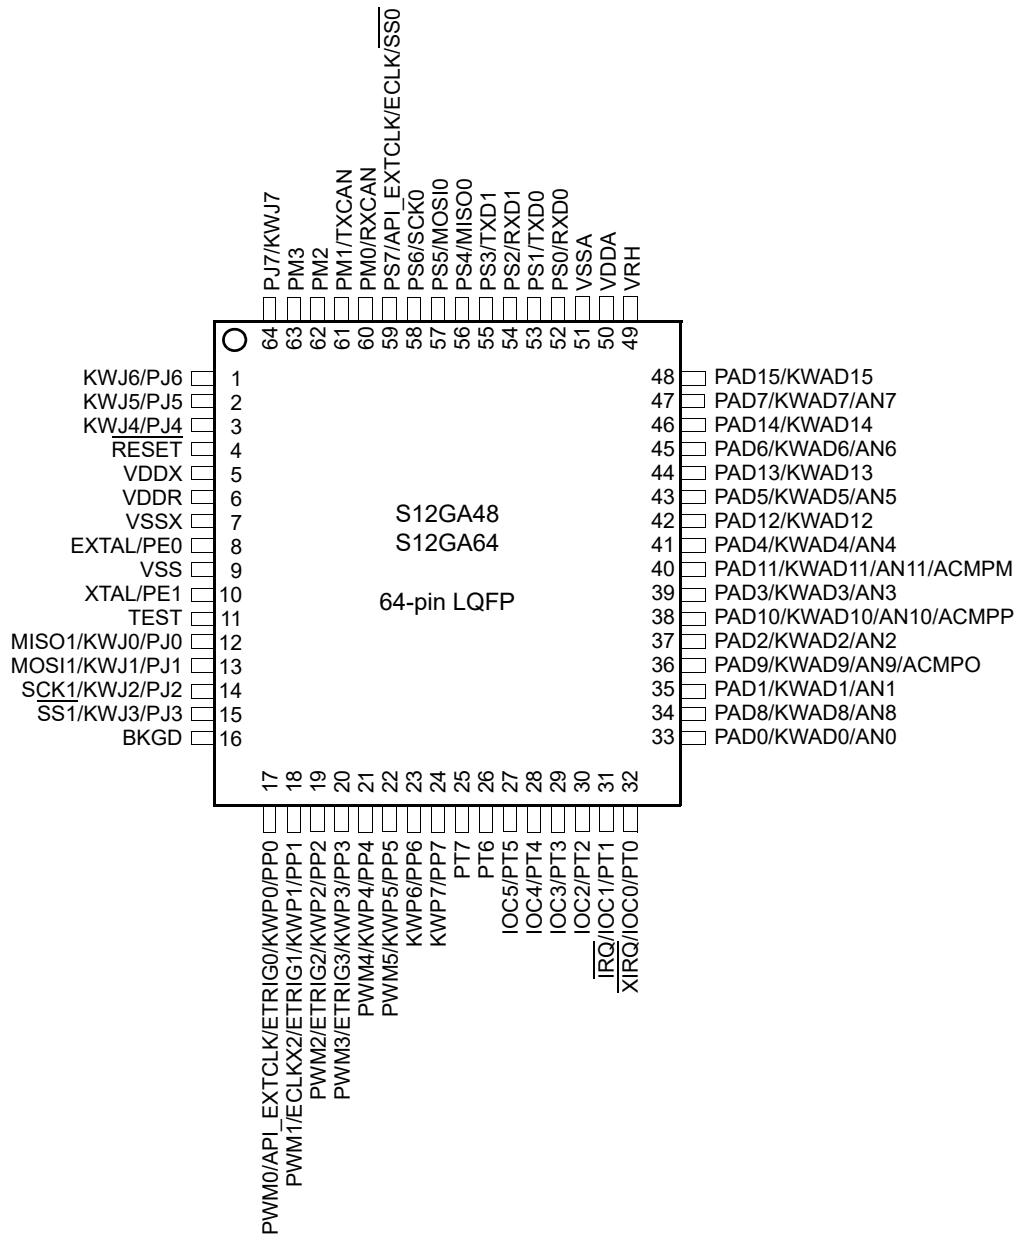 PJ7/KWJ7
PM3
PM2
PM1/TXCAN
PM0/RXCAN
PS7/API_EXTCLK/ECLK/SS0
PS6/SCK0
PS5/MOSI0
PS4/MISO0
PS3/TXD1
PS2/RXD1
PS1/TXD0
PS0/RXD0
VSSA
VDDA
VRH
64
63
62
61
60
59
58
57
56
55
54
53
52
51
50
49
KWJ6/PJ6 1
KWJ5/PJ5 2
KWJ4/PJ4 3
RESET 4
VDDX 5
VDDR 6
VSSX 7
EXTAL/PE0 8
VSS 9
XTAL/PE1 10
TEST 11
MISO1/KWJ0/PJ0 12
MOSI1/KWJ1/PJ1 13
SCK1/KWJ2/PJ2 14
SS1/KWJ3/PJ3 15
BKGD 16
S12GA48
S12GA64
64-pin LQFP
48 PAD15/KWAD15
47 PAD7/KWAD7/AN7
46 PAD14/KWAD14
45 PAD6/KWAD6/AN6
44 PAD13/KWAD13
43 PAD5/KWAD5/AN5
42 PAD12/KWAD12
41 PAD4/KWAD4/AN4
40 PAD11/KWAD11/AN11/ACMPM
39 PAD3/KWAD3/AN3
38 PAD10/KWAD10/AN10/ACMPP
37 PAD2/KWAD2/AN2
36 PAD9/KWAD9/AN9/ACMPO
35 PAD1/KWAD1/AN1
34 PAD8/KWAD8/AN8
33 PAD0/KWAD0/AN0
17
18
19
20
21
22
23
24
25
26
27
28
29
30
31
32
PWM0/API_EXTCLK/ETRIG0/KWP0/PP0
PWM1/ECLKX2/ETRIG1/KWP1/PP1
PWM2/ETRIG2/KWP2/PP2
PWM3/ETRIG3/KWP3/PP3
PWM4/KWP4/PP4
PWM5/KWP5/PP5
KWP6/PP6
KWP7/PP7
PT7
PT6
IOC5/PT5
IOC4/PT4
IOC3/PT3
IOC2/PT2
IRQ/IOC1/PT1
XIRQ/IOC0/PT0